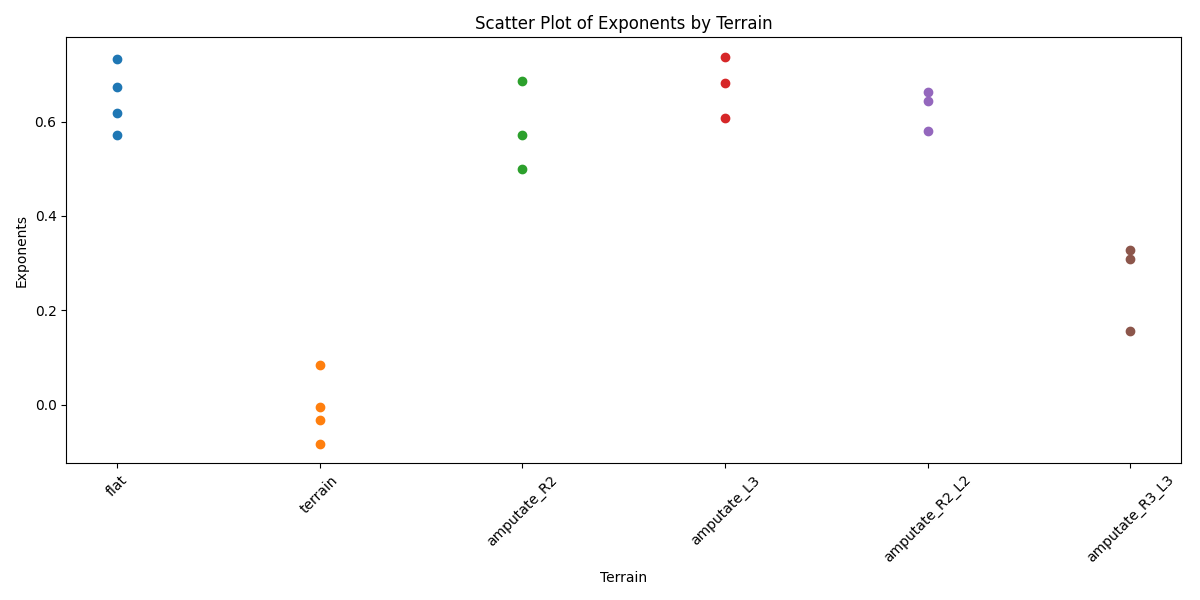 Scatter Plot of Exponents by Terrain
Exponents
0.6
0.4
0.2
0.0
flat
terrain
amputate_R2
amputate_L3
amputate_R2_L2
amputate_R3_L3
Terrain